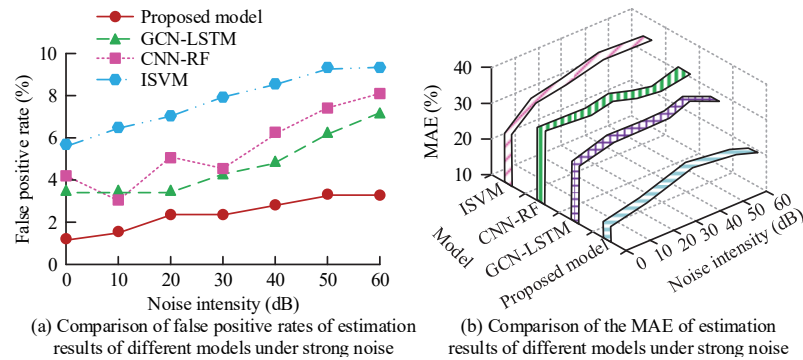 Proposed model
GCN-LSTM
CNN-RF
ISVM
False positive rate (%)
10
8
6
4
2
0
0 10 20 30 40 50 60
Noise intensity (dB)
(a) Comparison of false positive rates of estimation
results of different models under strong noise
MAE (%)
40
30
20
10
ISVM
CNN-RF
GCN-LSTM
Proposed model
Model
0 10 20 30 40 50 60
Noise intensity (dB)
(b) Comparison of the MAE of estimation
results of different models under strong noise